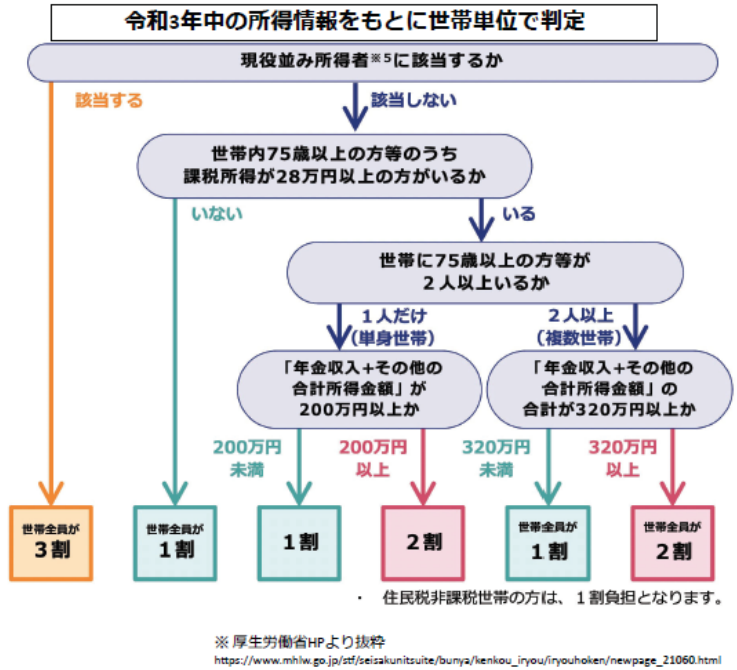 令和3年中の所得情報をもとに世帯単位で判定
現役並み所得者※5に該当するか
該当する
該当しない
世帯内75歳以上の方等のうち
課税所得が28万円以上の方がいるか
いない
いる
世帯に75歳以上の方等が
2人以上いるか
1人だけ
(単身世帯)
2人以上
(複数世帯)
「年金収入+その他の
合計所得金額」が
200万円以上か
「年金収入+その他の
合計所得金額」の
合計が320万円以上か
200万円
未満
200万円
以上
320万円
未満
320万円
以上
世帯全員が
3割
世帯全員が
1割
1割
2割
世帯全員が
1割
世帯全員が
2割
・ 住民税非課税世帯の方は、1割負担となります。
※厚生労働省HPより抜粋
https://www.mhlw.go.jp/stf/seisakunitsuite/bunya/kenkou_iryou/iryouhoken/newpage_21060.html